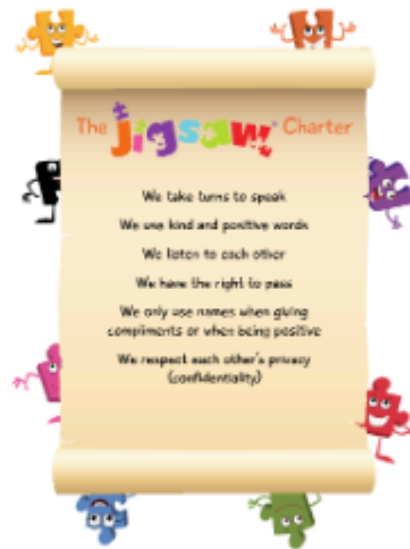 The Jigsaw Charter
We take turns to speak
We use kind and positive words
We listen to each other
We have the right to pass
We only use names when giving
compliments or when being positive
We respect each other's privacy
(confidentiality)